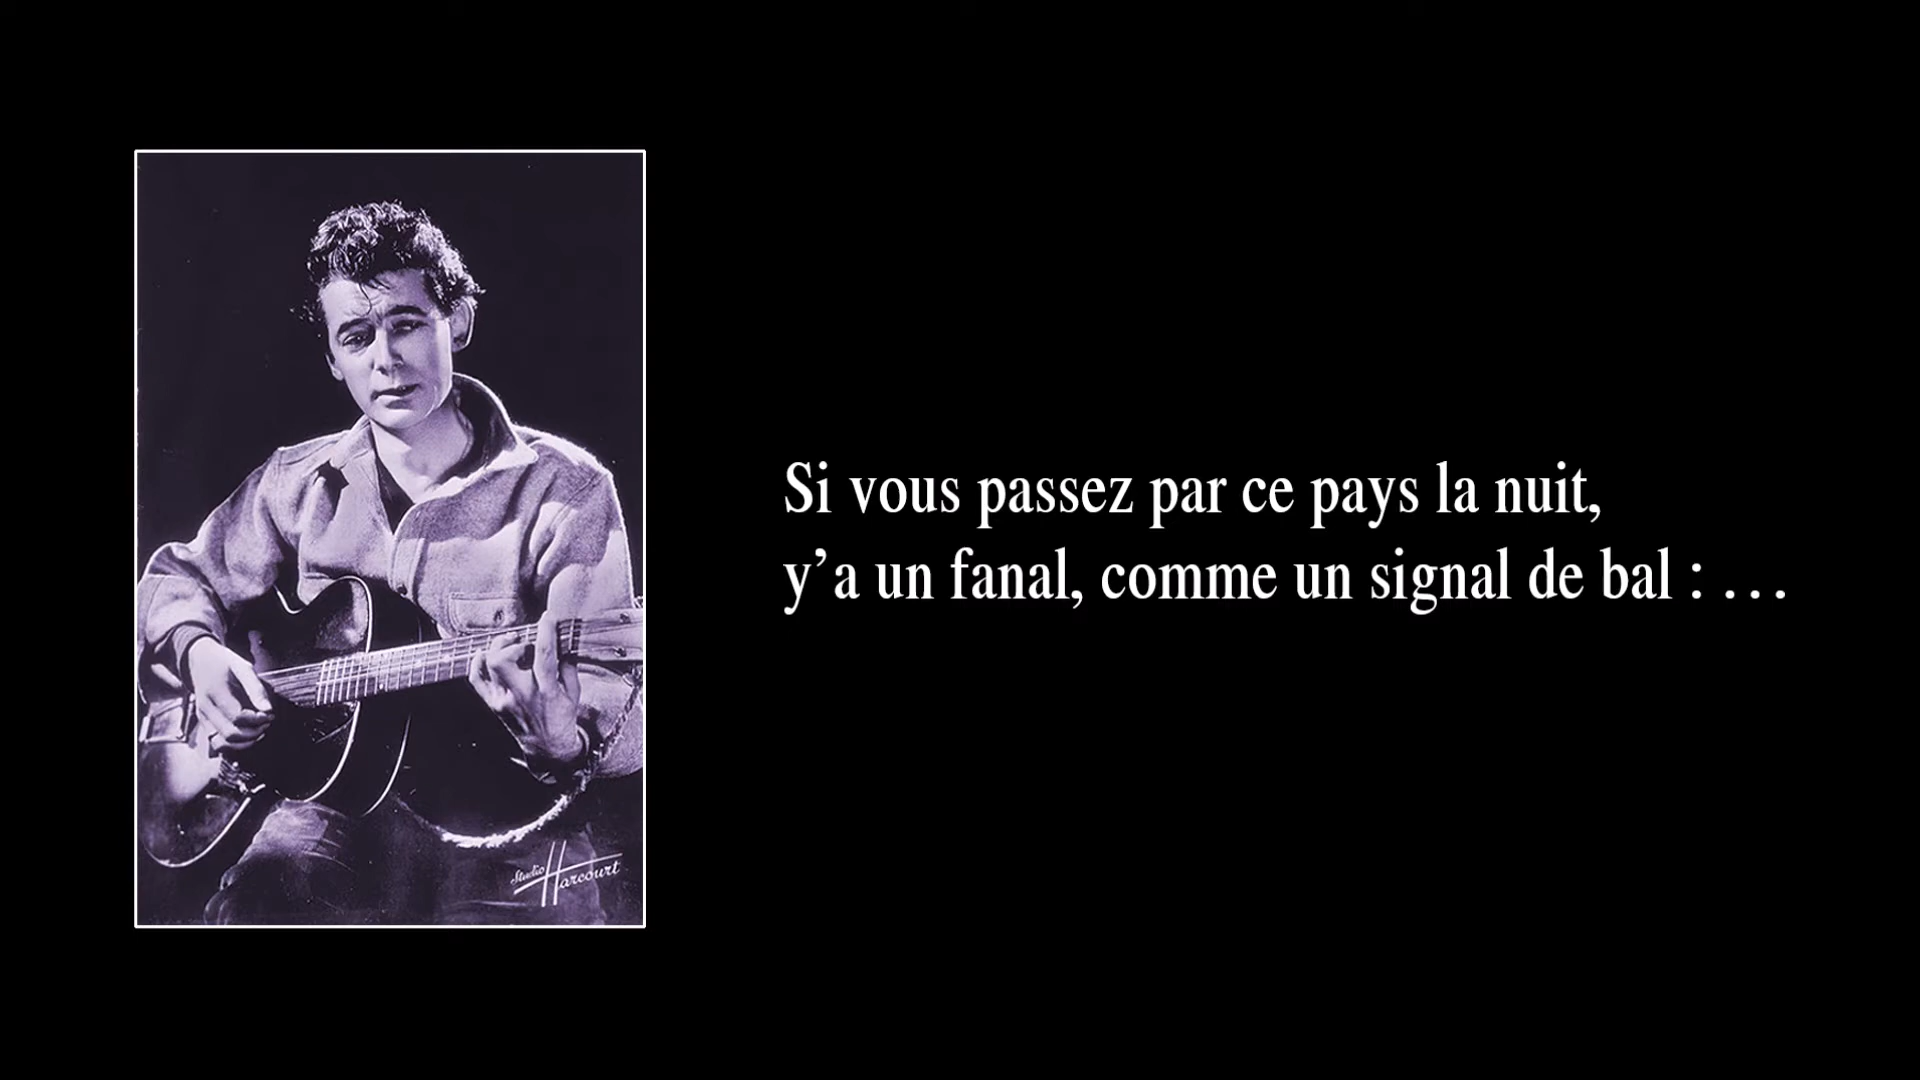 Si vous passez par ce pays la nuit,
y’a un fanal, comme un signal de bal : …
Studio Harcourt